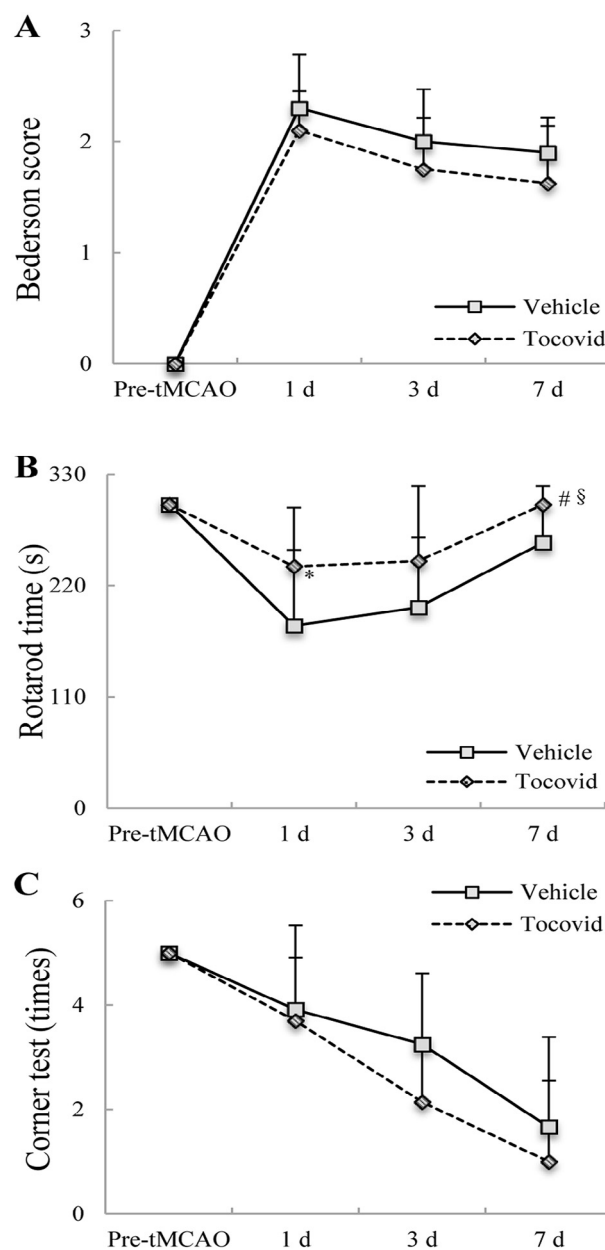 A
3
2
1
0
Bederson score
Vehicle
Tocovid
Pre-tMCAO 1 d 3 d 7 d
B
330
220
110
0
Rotarod time (s)
*
# §
Vehicle
Tocovid
Pre-tMCAO 1 d 3 d 7 d
C
6
4
2
0
Corner test (times)
Vehicle
Tocovid
Pre-tMCAO 1 d 3 d 7 d